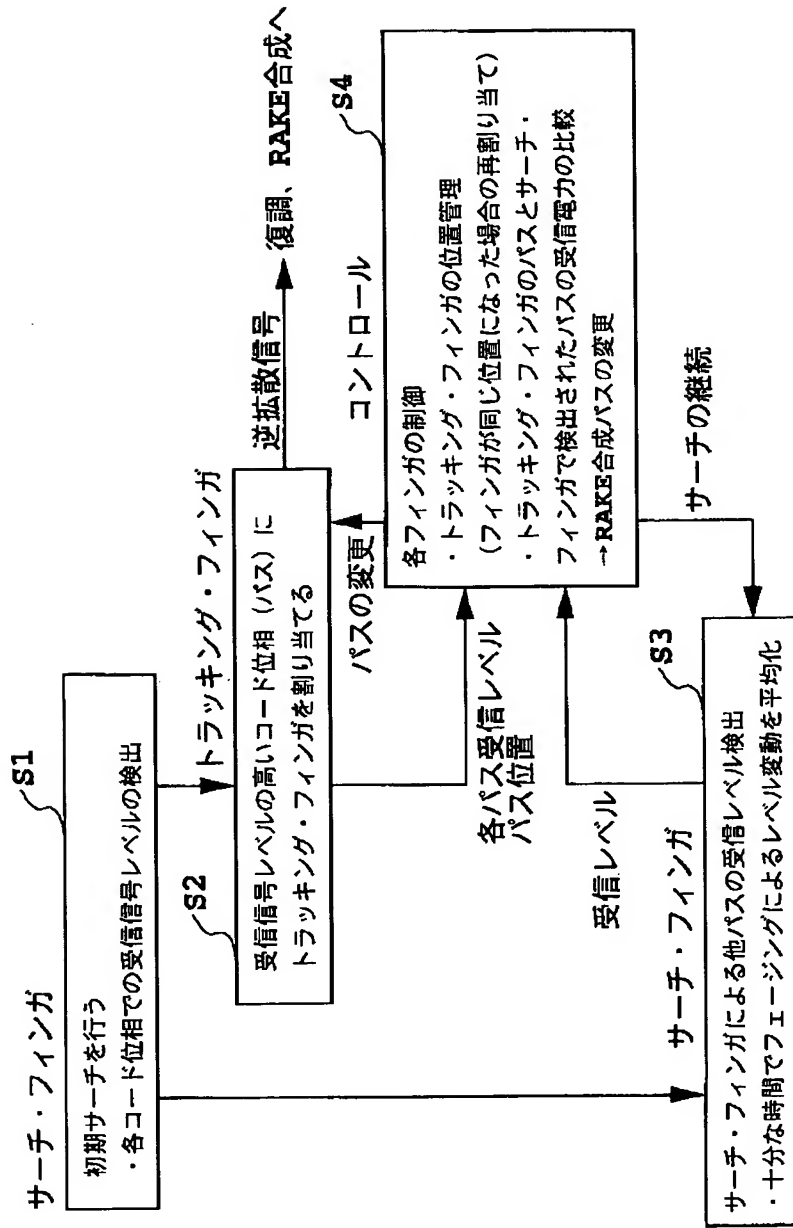 サーチ・フィンガ
S1
初期サーチを行う
・各コード位相での受信信号レベルの検出
トラッキング・フィンガ
S2
受信信号レベルの高いコード位相（パス）に
トラッキング・フィンガを割り当てる
逆拡散信号
復調、RAKE合成へ
パスの変更
コントロール
S4
各フィンガの制御
・トラッキング・フィンガの位置管理
（フィンガが同じ位置になった場合の再割り当て）
・トラッキング・フィンガのパスとサーチ・
フィンガで検出されたパスの受信電力の比較
→RAKE合成パスの変更
各パス受信レベル
パス位置
受信レベル
サーチの継続
サーチ・フィンガ
S3
サーチ・フィンガによる他パスの受信レベル検出
・十分な時間でフェージングによるレベル変動を平均化